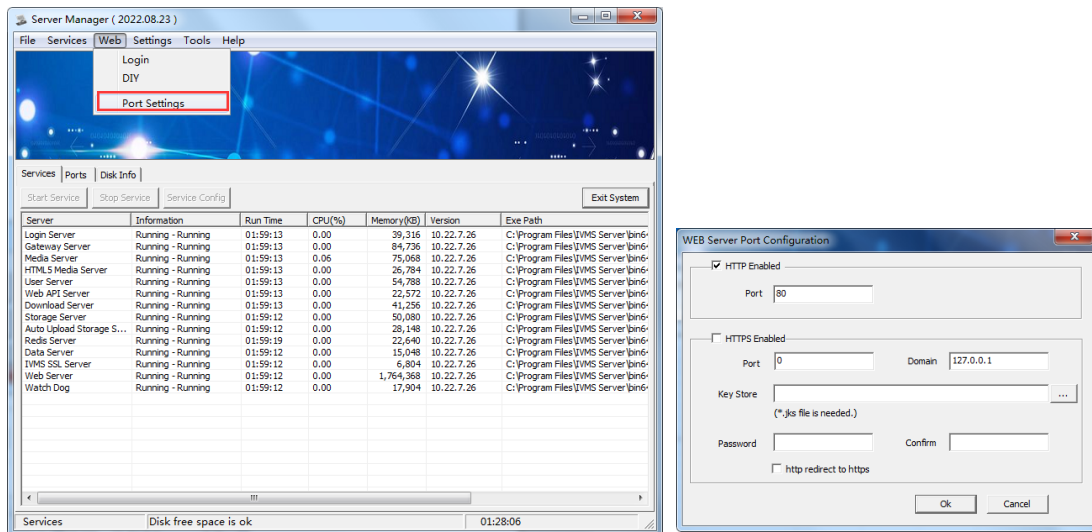 Server Manager ( 2022.08.23 )
File Services Web Settings Tools Help
Login
DIY
Port Settings
Services Ports Disk Info
Start Service Stop Service Service Config Exit System
Server Information Run Time CPU(%) Memory(KB) Version Exe Path
Login Server Running - Running 01:59:13 0.00 39,316 10.22.7.26 C:\Program Files\IVMS Server\bin64
Gateway Server Running - Running 01:59:13 0.00 84,736 10.22.7.26 C:\Program Files\IVMS Server\bin64
Media Server Running - Running 01:59:13 0.06 75,068 10.22.7.26 C:\Program Files\IVMS Server\bin64
HTML5 Media Server Running - Running 01:59:13 0.00 26,784 10.22.7.26 C:\Program Files\IVMS Server\bin64
User Server Running - Running 01:59:13 0.00 54,788 10.22.7.26 C:\Program Files\IVMS Server\bin64
Web API Server Running - Running 01:59:13 0.00 22,572 10.22.7.26 C:\Program Files\IVMS Server\bin64
Download Server Running - Running 01:59:13 0.00 41,256 10.22.7.26 C:\Program Files\IVMS Server\bin64
Storage Server Running - Running 01:59:12 0.00 50,080 10.22.7.26 C:\Program Files\IVMS Server\bin64
Auto Upload Storage S... Running - Running 01:59:12 0.00 28,148 10.22.7.26 C:\Program Files\IVMS Server\bin64
Redis Server Running - Running 01:59:19 0.00 22,640 10.22.7.26 C:\Program Files\IVMS Server\bin64
Data Server Running - Running 01:59:12 0.00 15,048 10.22.7.26 C:\Program Files\IVMS Server\bin64
IVMS SSL Server Running - Running 01:59:12 0.00 6,804 10.22.7.26 C:\Program Files\IVMS Server\bin64
Web Server Running - Running 01:59:12 0.00 1,764,368 10.22.7.26 C:\Program Files\IVMS Server\bin64
Watch Dog Running - Running 01:59:12 0.00 17,904 10.22.7.26 C:\Program Files\IVMS Server\bin64
Services Disk free space is ok 01:28:06
WEB Server Port Configuration
HTTP Enabled
Port 80
HTTPS Enabled
Port 0 Domain 127.0.0.1
Key Store ...
(*.jks file is needed.)
Password Confirm
http redirect to https
Ok Cancel